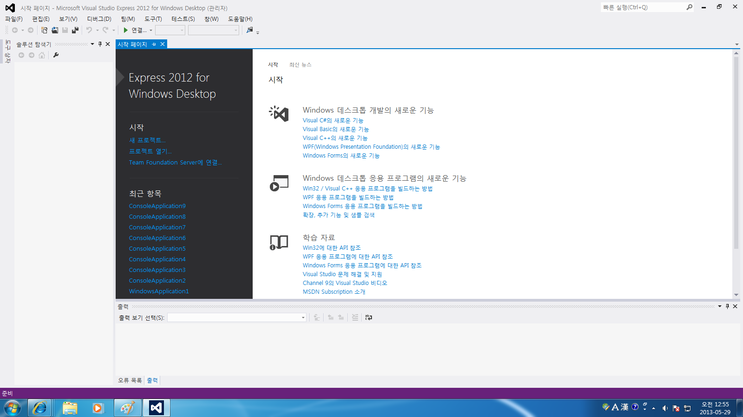 시작 페이지 - Microsoft Visual Studio Express 2012 for Windows Desktop (관리자)
빠른 실행(Ctrl+Q)
파일(F) 편집(E) 보기(V) 디버그(D) 팀(M) 도구(T) 테스트(S) 창(W) 도움말(H)
연결...
솔루션 탐색기
시작 페이지
Express 2012 for
Windows Desktop
시작
새 프로젝트...
프로젝트 열기...
Team Foundation Server에 연결...
최근 항목
ConsoleApplication9
ConsoleApplication8
ConsoleApplication7
ConsoleApplication6
ConsoleApplication5
ConsoleApplication4
ConsoleApplication3
ConsoleApplication2
WindowsApplication1
시작 최신 뉴스
시작
Windows 데스크톱 개발의 새로운 기능
Visual C#의 새로운 기능
Visual Basic의 새로운 기능
Visual C++의 새로운 기능
WPF(Windows Presentation Foundation)의 새로운 기능
Windows Forms의 새로운 기능
Windows 데스크톱 응용 프로그램의 새로운 기능
Win32 / Visual C++ 응용 프로그램을 빌드하는 방법
WPF 응용 프로그램을 빌드하는 방법
Windows Forms 응용 프로그램을 빌드하는 방법
확장, 추가 기능 및 샘플 검색
학습 자료
Win32에 대한 API 참조
WPF 응용 프로그램에 대한 API 참조
Windows Forms 응용 프로그램에 대한 API 참조
Visual Studio 문제 해결 및 지원
Channel 9의 Visual Studio 비디오
MSDN Subscription 소개
출력
출력 보기 선택(S):
오류 목록 출력
준비
A 漢
오전 12:55
2013-05-29